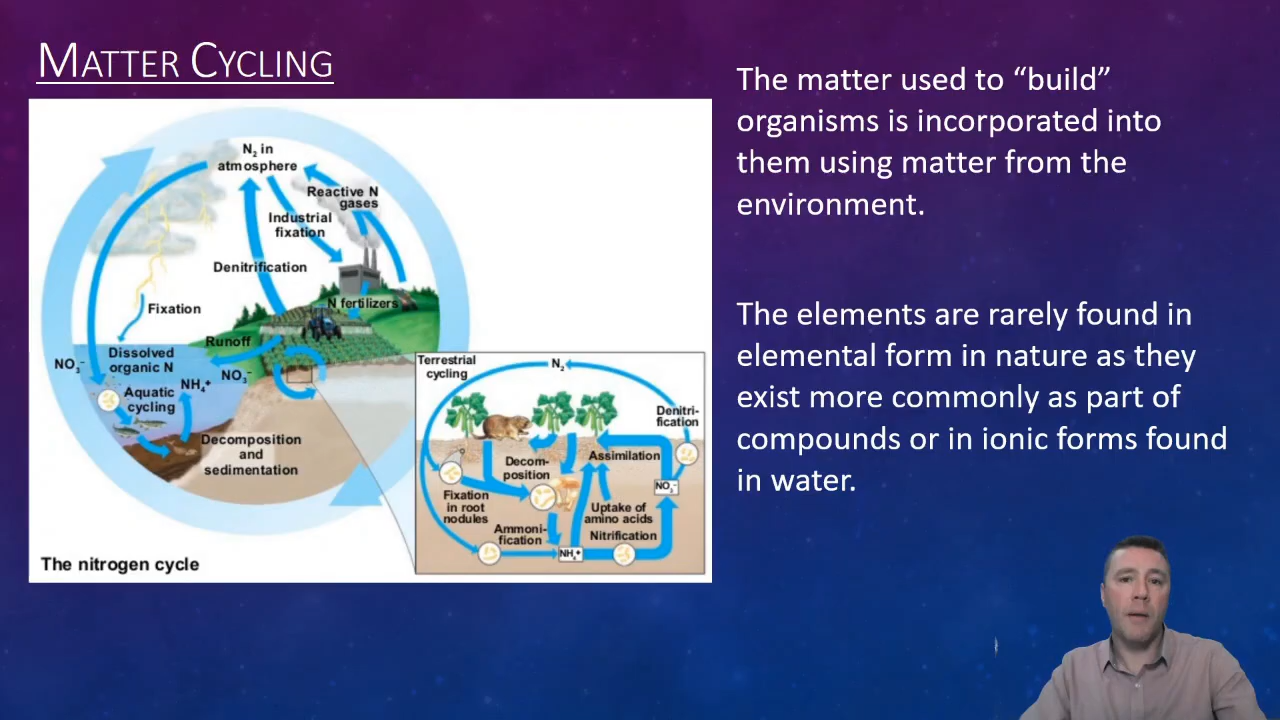 MATTER CYCLING
The matter used to “build”
organisms is incorporated into
them using matter from the
environment.
The elements are rarely found in
elemental form in nature as they
exist more commonly as part of
compounds or in ionic forms found
in water.
N₂ in
atmosphere
Reactive N
gases
Industrial
fixation
Denitrification
N fertilizers
Fixation
Runoff
NO₃⁻
Dissolved
organic N
NO₃⁻
NH₄⁺
Aquatic
cycling
Decomposition
and
sedimentation
The nitrogen cycle
Terrestrial
cycling
N₂
Denitri-
fication
Assimilation
Decom-
position
NO₃⁻
Fixation
in root
nodules
Uptake of
amino acids
Ammoni-
fication
Nitrification
NH₄⁺